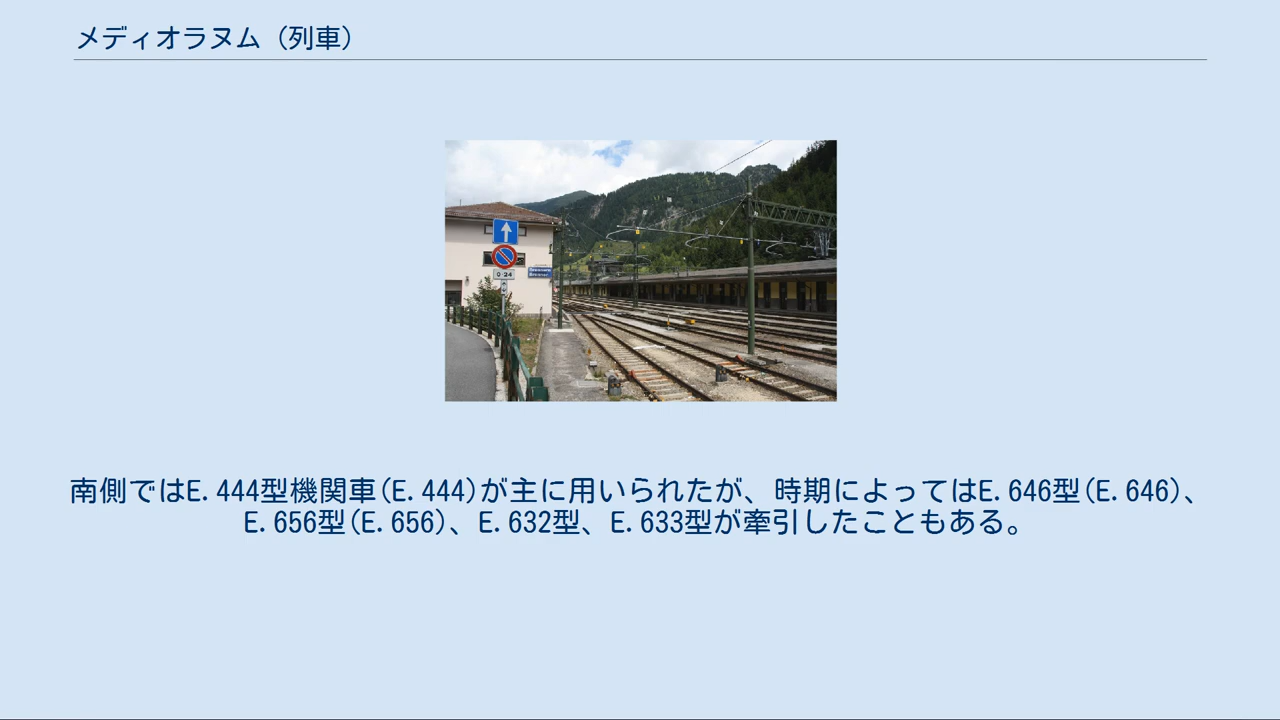 メディオラヌム（列車）
0-24
南側ではE.444型機関車(E.444)が主に用いられたが、時期によってはE.646型(E.646)、
E.656型(E.656)、E.632型、E.633型が牽引したこともある。